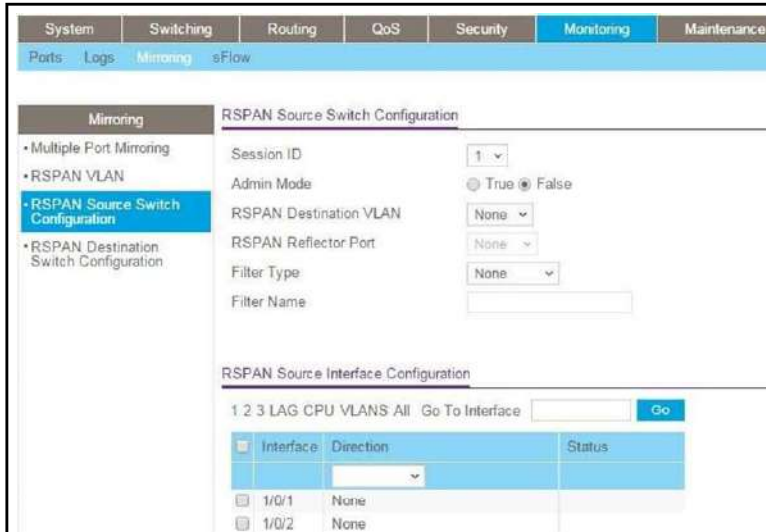 System Switching Routing QoS Security Monitoring Maintenance
Ports Logs Mirroring sFlow
Mirroring
• Multiple Port Mirroring
• RSPAN VLAN
• RSPAN Source Switch
Configuration
• RSPAN Destination
Switch Configuration
RSPAN Source Switch Configuration
Session ID 1
Admin Mode True False
RSPAN Destination VLAN None
RSPAN Reflector Port None
Filter Type None
Filter Name
RSPAN Source Interface Configuration
1 2 3 LAG CPU VLANS All Go To Interface Go
Interface Direction Status
1/0/1 None
1/0/2 None